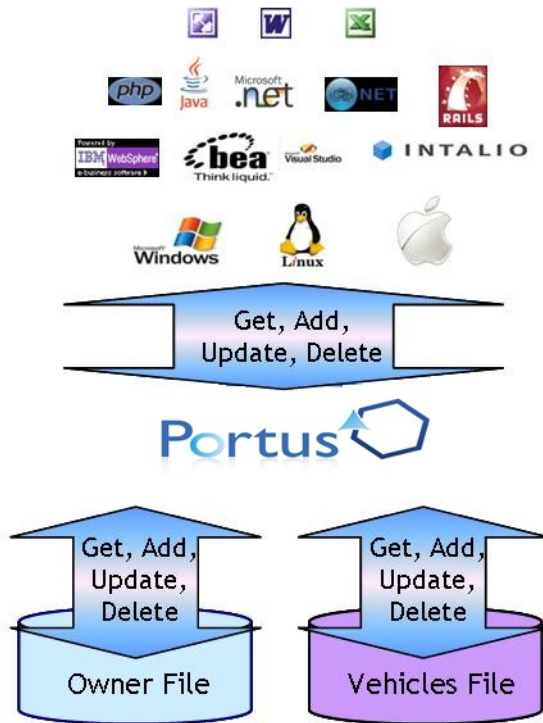 php
Java
Microsoft
.net
NET
RAILS
Powered by
IBM WebSphere
e-business software
bea
Think liquid.
Visual Studio
INTALIO
Microsoft
Windows
Linux
Get, Add,
Update, Delete
Portus
Get, Add,
Update,
Delete
Owner File
Get, Add,
Update,
Delete
Vehicles File